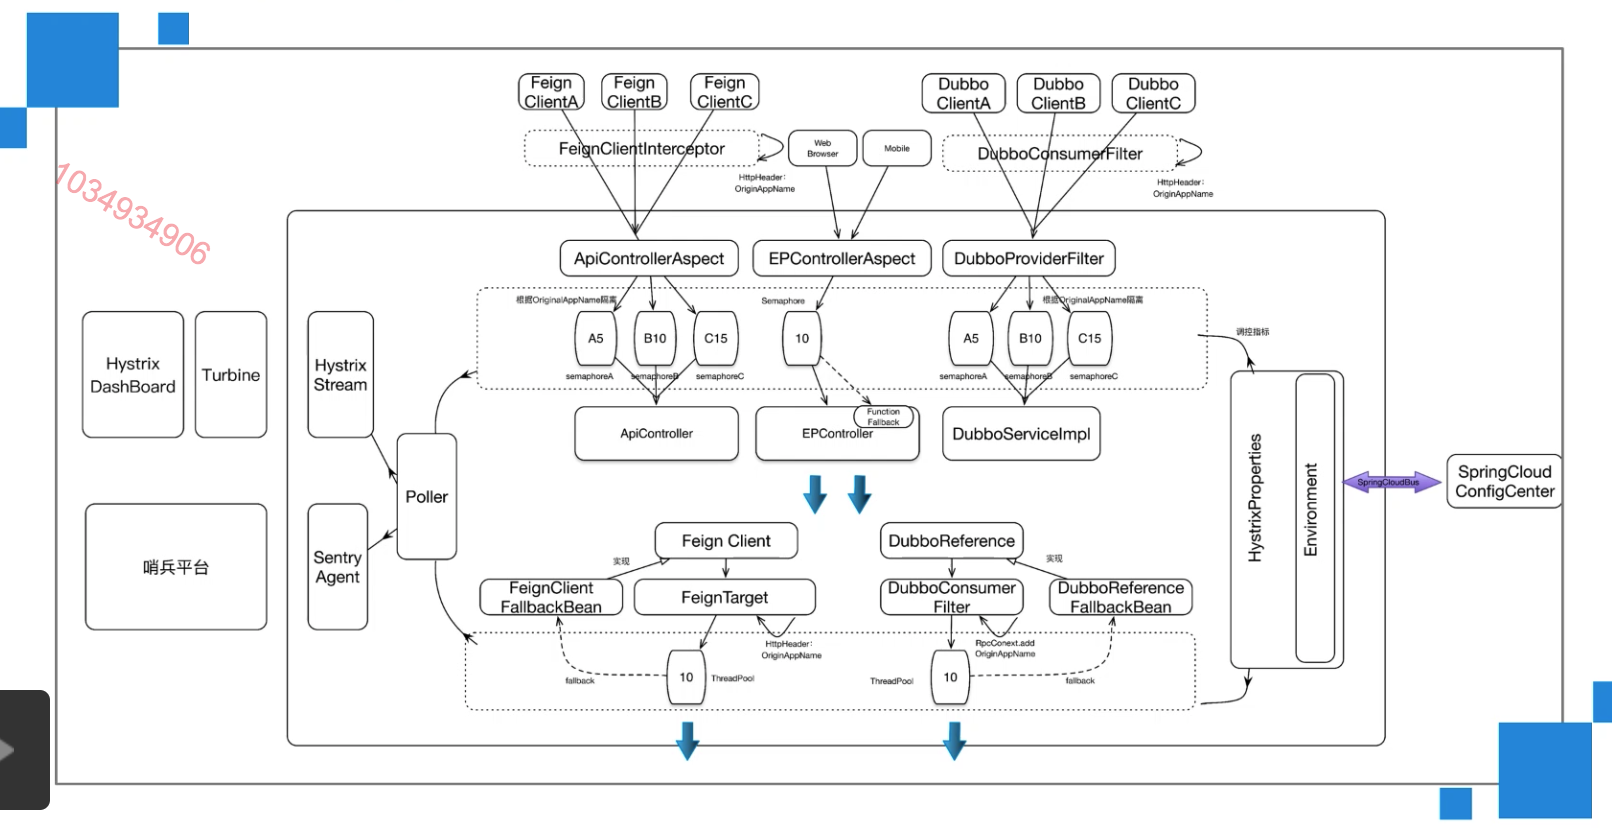 Feign
ClientA
Feign
ClientB
Feign
ClientC
Dubbo
ClientA
Dubbo
ClientB
Dubbo
ClientC
FeignClientInterceptor
Web
Browser
Mobile
DubboConsumerFilter
HttpHeader:
OriginAppName
HttpHeader:
OriginAppName
1034934906
ApiControllerAspect
EPControllerAspect
DubboProviderFilter
根据OriginalAppName隔离
Semaphore
根据OriginalAppName隔离
A5
B10
C15
10
A5
B10
C15
semaphoreA
semaphoreB
semaphoreC
semaphoreA
semaphoreB
semaphoreC
调控指标
Hystrix
DashBoard
Turbine
Hystrix
Stream
ApiController
EPController
Function
Fallback
DubboServiceImpl
Poller
HystrixProperties
Environment
SpringCloudBus
SpringCloud
ConfigCenter
哨兵平台
Sentry
Agent
Feign Client
DubboReference
实现
实现
FeignClient
FallbackBean
FeignTarget
DubboConsumer
Filter
DubboReference
FallbackBean
HttpHeader:
OriginAppName
RpcConext.add
OriginAppName
10
ThreadPool
fallback
ThreadPool
10
fallback